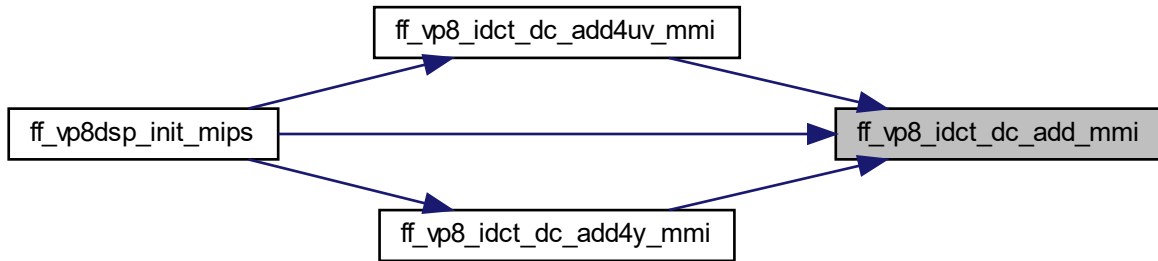 ff_vp8_idct_dc_add4uv_mmi
ff_vp8dsp_init_mips
ff_vp8_idct_dc_add_mmi
ff_vp8_idct_dc_add4y_mmi